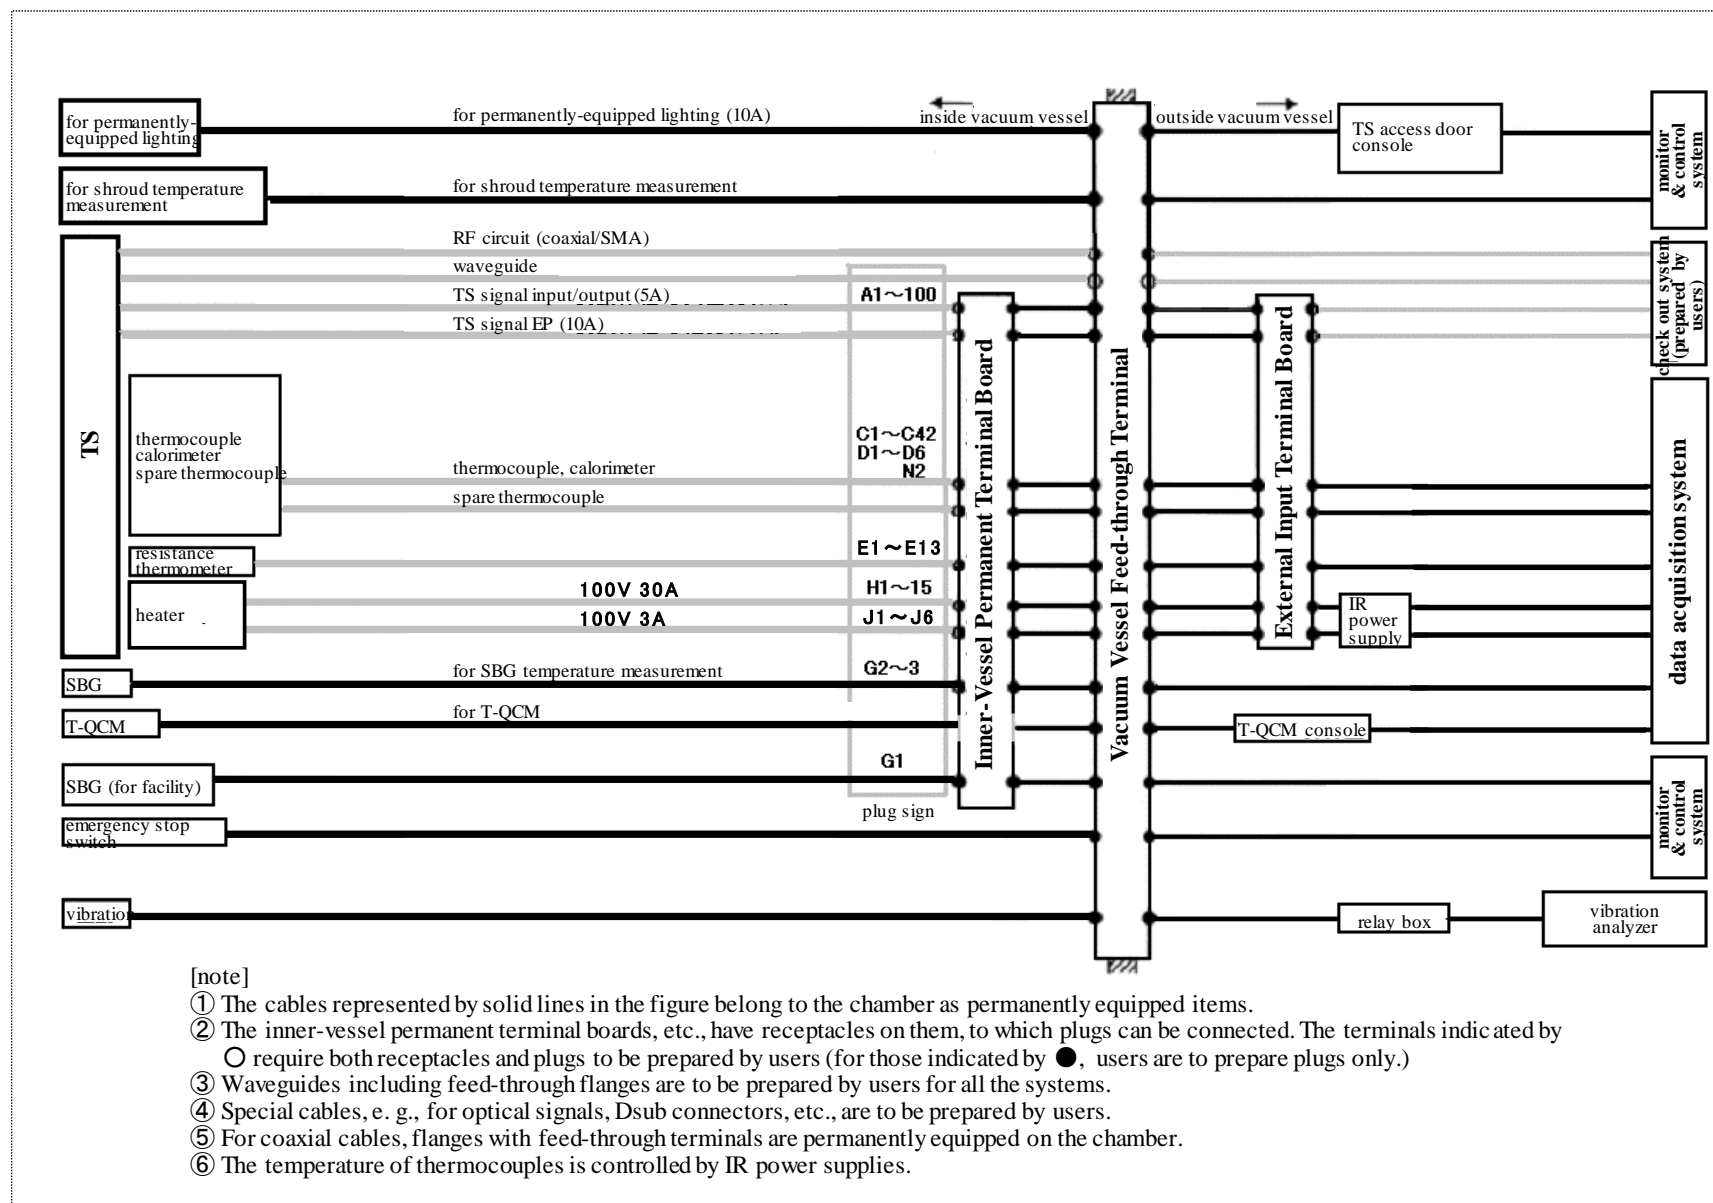 for permanently-
equipped lighting
for permanently-equipped lighting (10A)
inside vacuum vessel
outside vacuum vessel
TS access door
console
monitor
& control
system
for shroud temperature
measurement
for shroud temperature measurement
TS
RF circuit (coaxial/SMA)
waveguide
TS signal input/output (5A)
TS signal EP (10A)
A1～100
check out system
(prepared by
users)
thermocouple
calorimeter
spare thermocouple
thermocouple, calorimeter
spare thermocouple
C1～C42
D1～D6
N2
resistance
thermometer
E1～E13
heater
100V 30A
H1～15
100V 3A
J1～J6
Inner-Vessel Permanent Terminal Board
Vacuum Vessel Feed-through Terminal
External Input Terminal Board
IR
power
supply
data acquisition system
SBG
for SBG temperature measurement
G2～3
T-QCM
for T-QCM
T-QCM console
SBG (for facility)
G1
plug sign
emergency stop
switch
monitor
& control
system
vibration
relay box
vibration
analyzer
[note]
① The cables represented by solid lines in the figure belong to the chamber as permanently equipped items.
② The inner-vessel permanent terminal boards, etc., have receptacles on them, to which plugs can be connected. The terminals indicated by
○ require both receptacles and plugs to be prepared by users (for those indicated by ●, users are to prepare plugs only.)
③ Waveguides including feed-through flanges are to be prepared by users for all the systems.
④ Special cables, e. g., for optical signals, Dsub connectors, etc., are to be prepared by users.
⑤ For coaxial cables, flanges with feed-through terminals are permanently equipped on the chamber.
⑥ The temperature of thermocouples is controlled by IR power supplies.